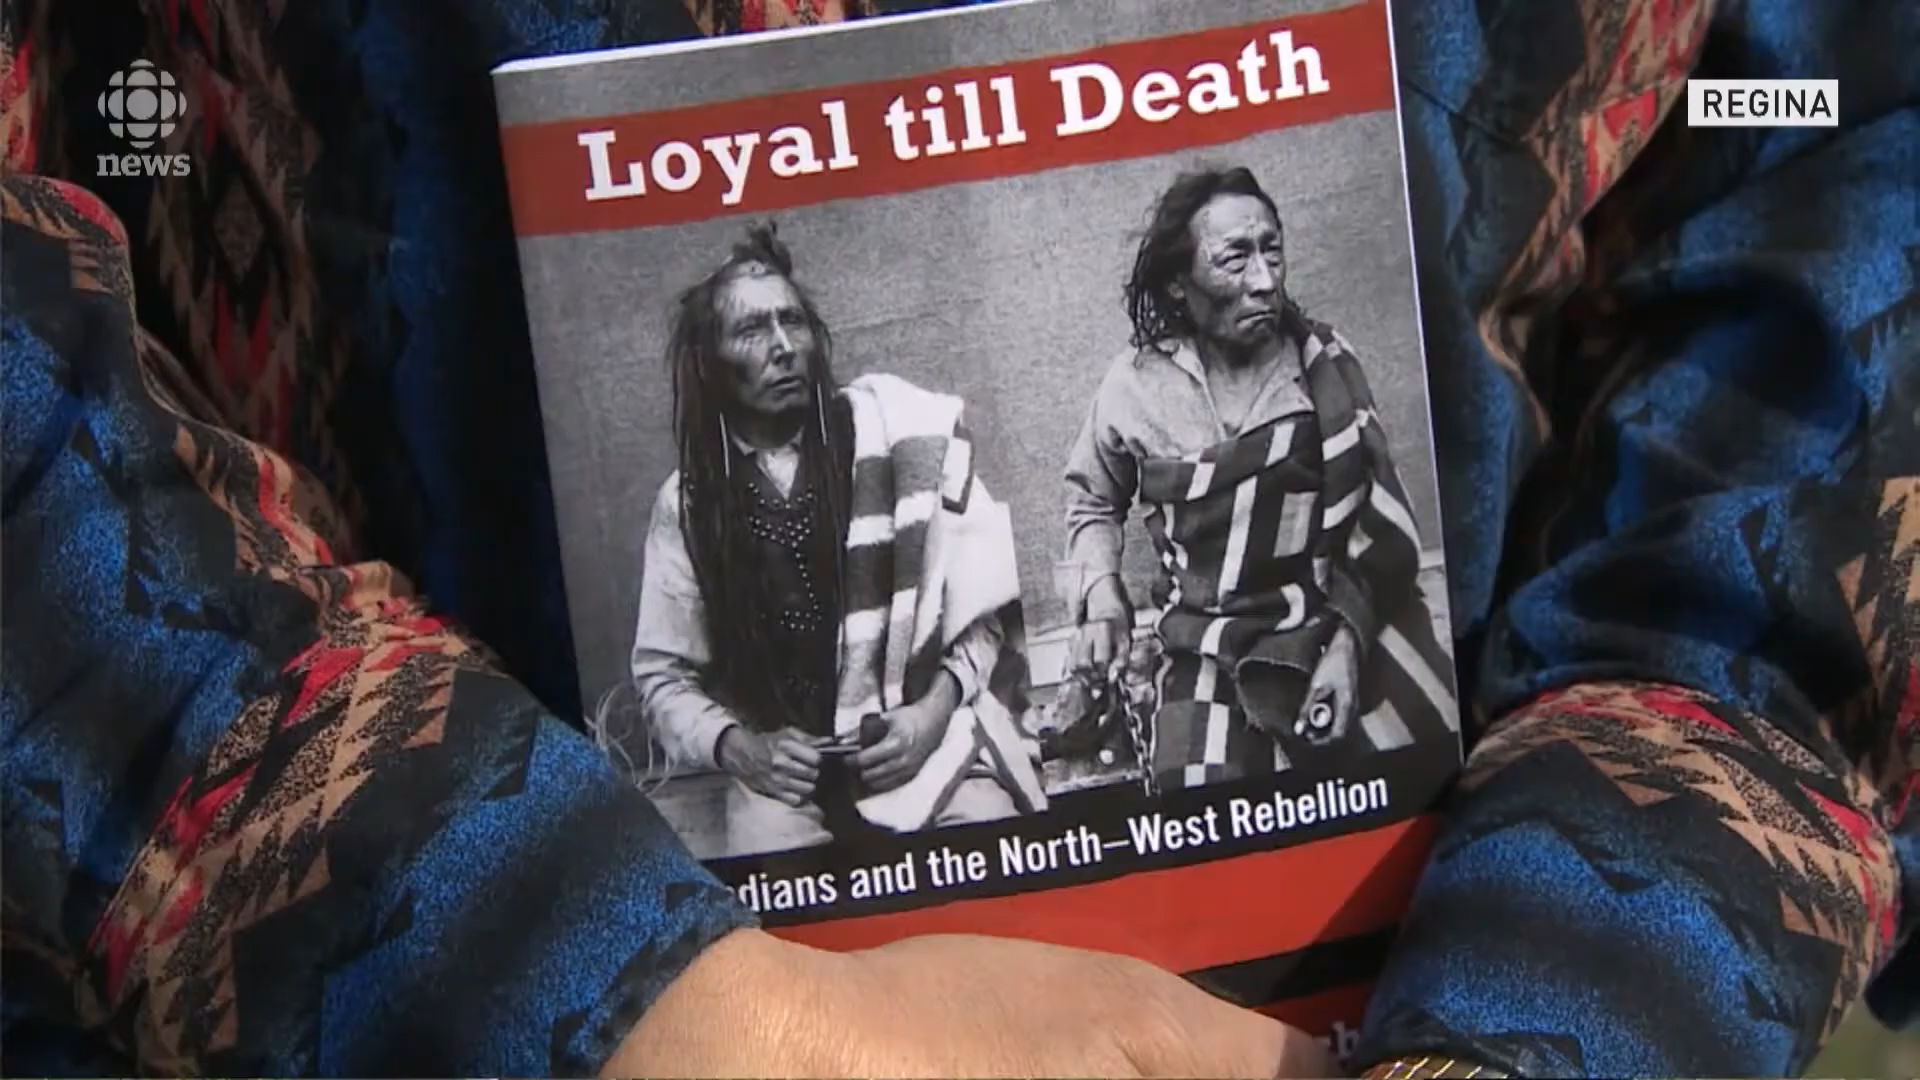 news
REGINA
Loyal till Death
dians and the North–West Rebellion